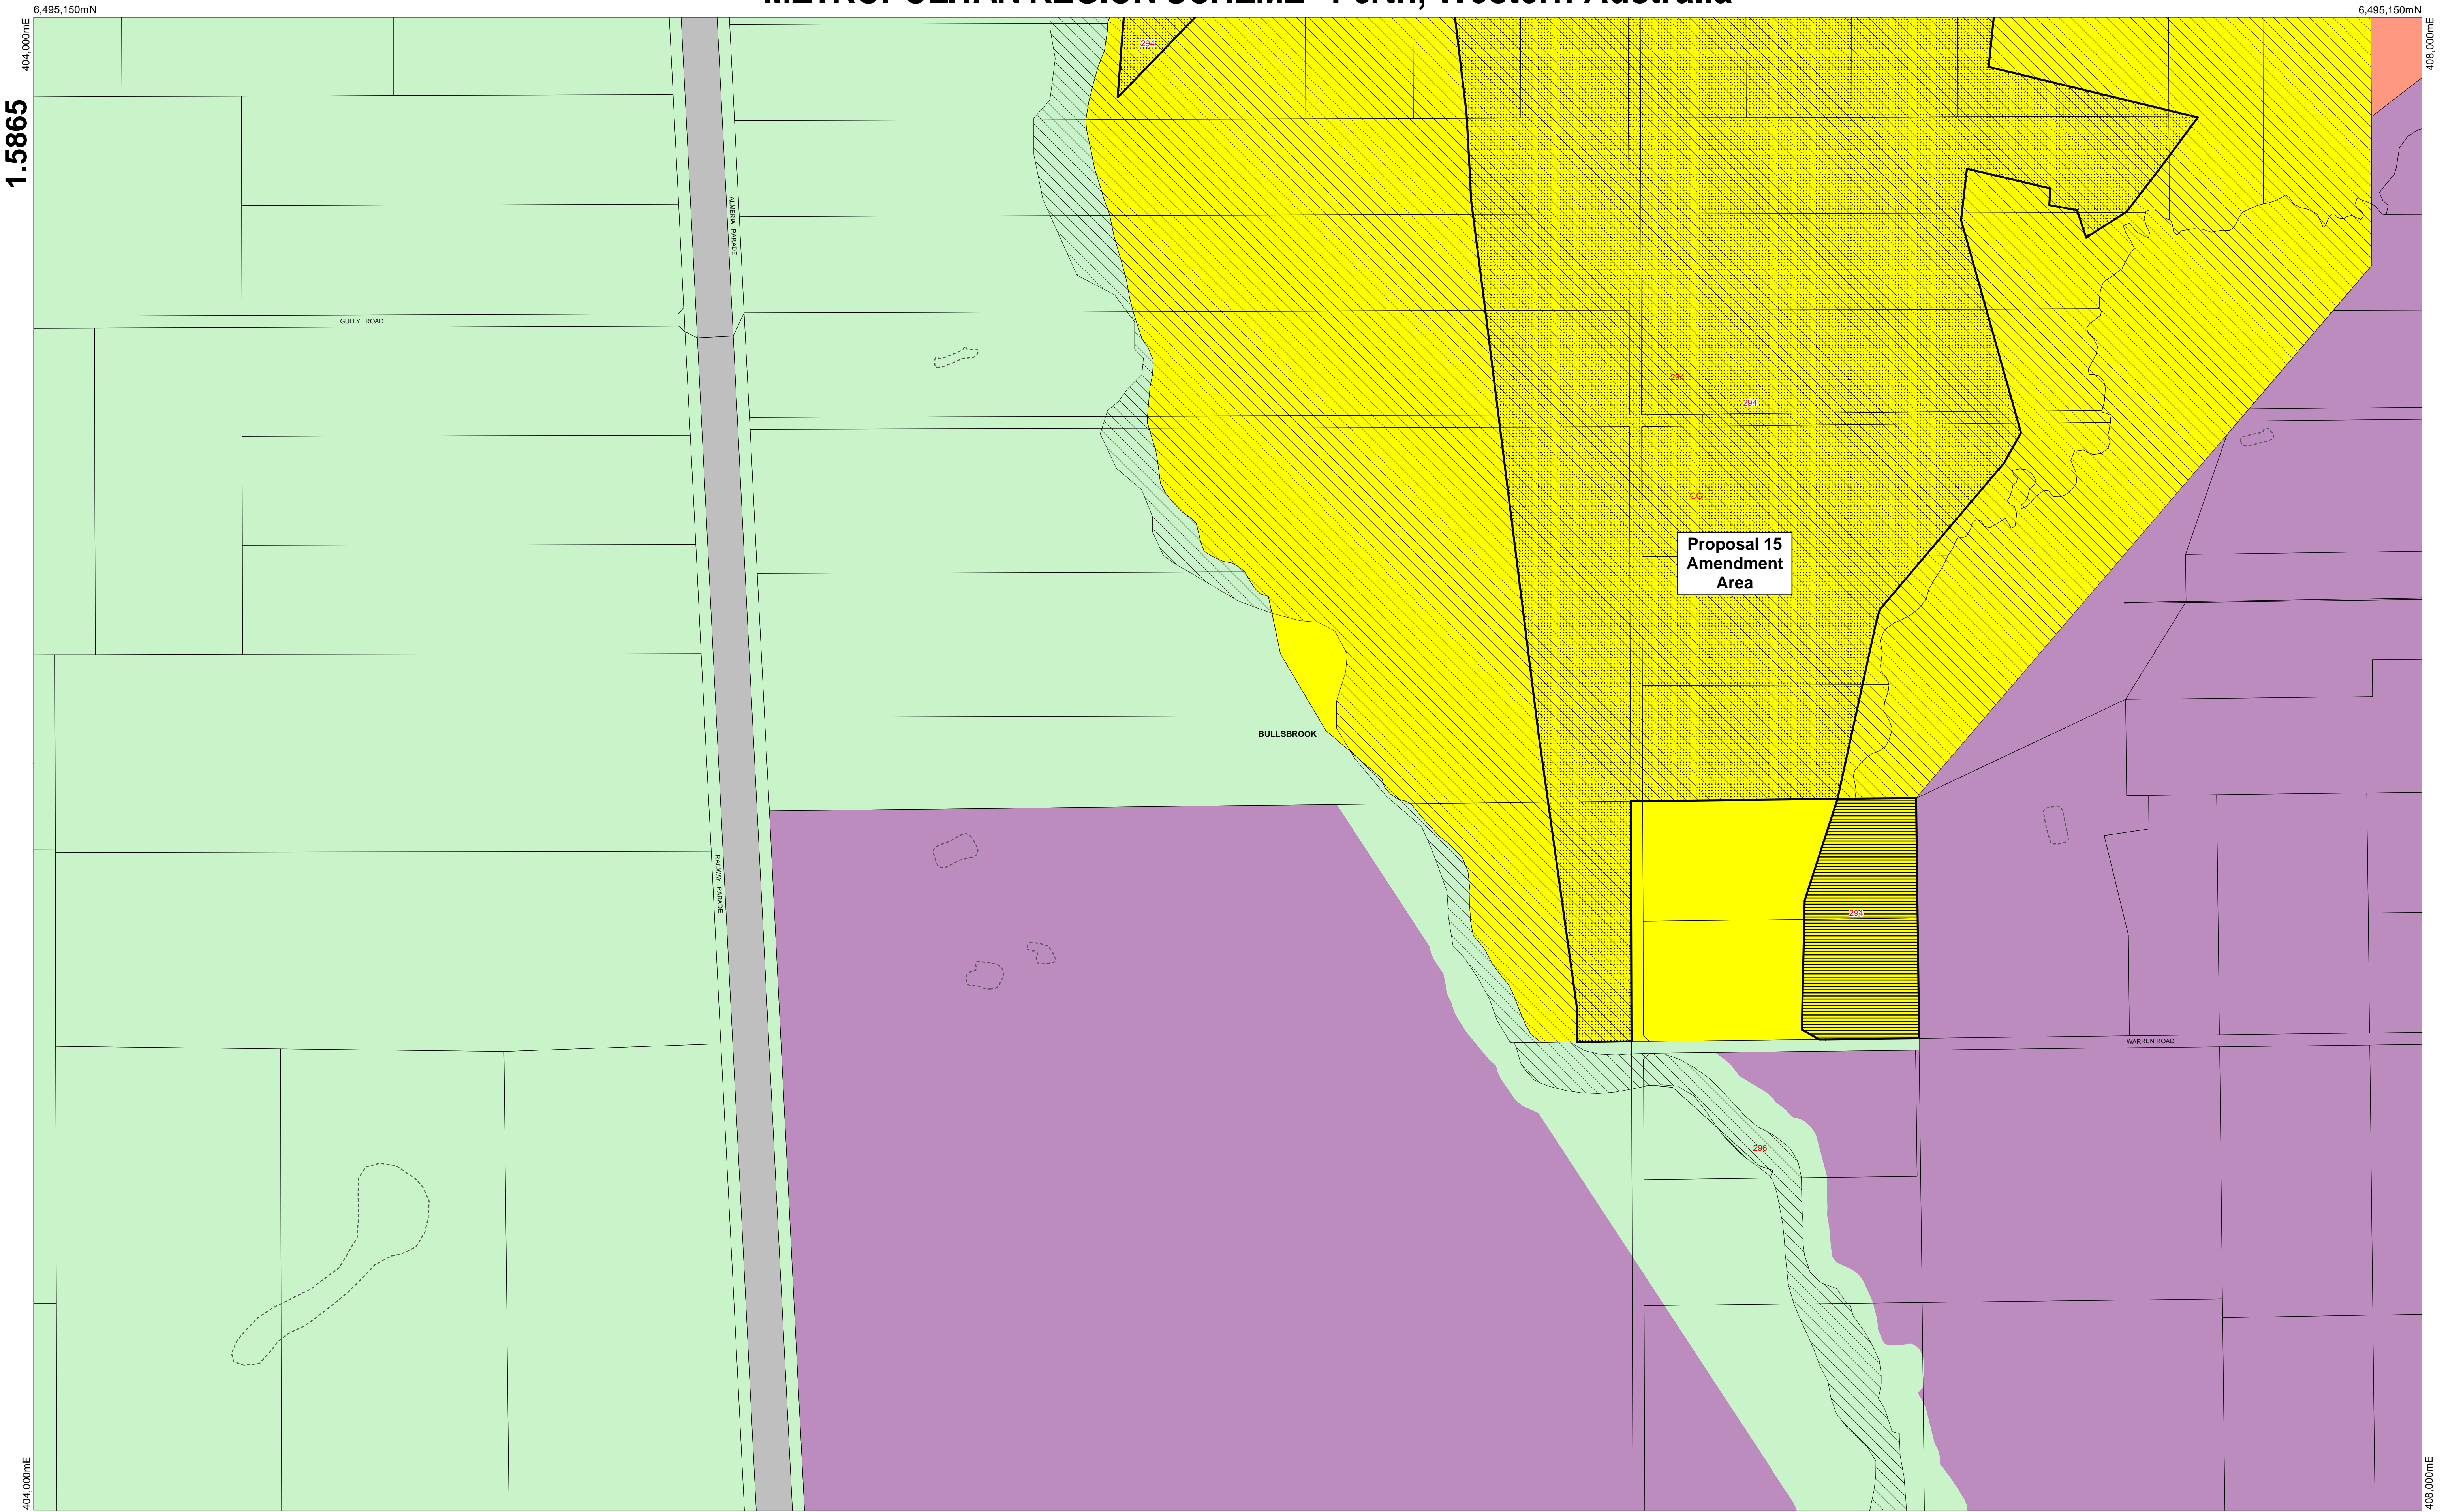 METROPOLITAN REGION SCHEME - Perth, Western Australia
6,495,150mN
6,495,150mN
404,000mE
408,000mE
1.5865
294
ALMERIA PARADE
GULLY ROAD
294
294
CG
Proposal 15
Amendment
Area
BULLSBROOK
RAILWAY PARADE
294
WARREN ROAD
296
404,000mE
408,000mE